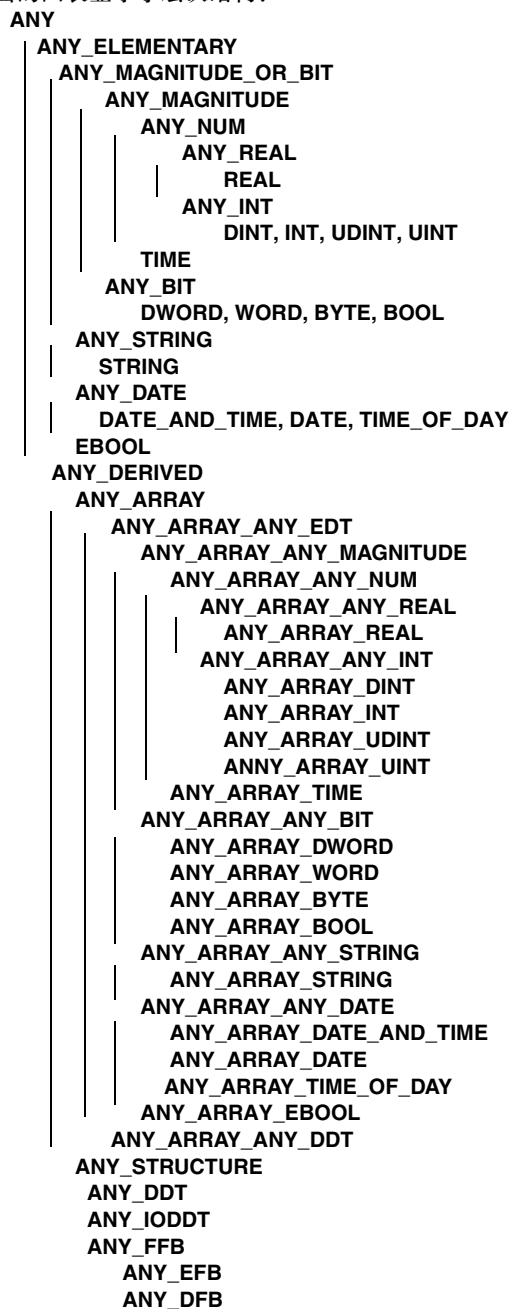 ANY
ANY_ELEMENTARY
ANY_MAGNITUDE_OR_BIT
ANY_MAGNITUDE
ANY_NUM
ANY_REAL
REAL
ANY_INT
DINT, INT, UDINT, UINT
TIME
ANY_BIT
DWORD, WORD, BYTE, BOOL
ANY_STRING
STRING
ANY_DATE
DATE_AND_TIME, DATE, TIME_OF_DAY
EBOOL
ANY_DERIVED
ANY_ARRAY
ANY_ARRAY_ANY_EDT
ANY_ARRAY_ANY_MAGNITUDE
ANY_ARRAY_ANY_NUM
ANY_ARRAY_ANY_REAL
ANY_ARRAY_REAL
ANY_ARRAY_ANY_INT
ANY_ARRAY_DINT
ANY_ARRAY_INT
ANY_ARRAY_UDINT
ANNY_ARRAY_UINT
ANY_ARRAY_TIME
ANY_ARRAY_ANY_BIT
ANY_ARRAY_DWORD
ANY_ARRAY_WORD
ANY_ARRAY_BYTE
ANY_ARRAY_BOOL
ANY_ARRAY_ANY_STRING
ANY_ARRAY_STRING
ANY_ARRAY_ANY_DATE
ANY_ARRAY_DATE_AND_TIME
ANY_ARRAY_DATE
ANY_ARRAY_TIME_OF_DAY
ANY_ARRAY_EBOOL
ANY_ARRAY_ANY_DDT
ANY_STRUCTURE
ANY_DDT
ANY_IODDT
ANY_FFB
ANY_EFB
ANY_DFB